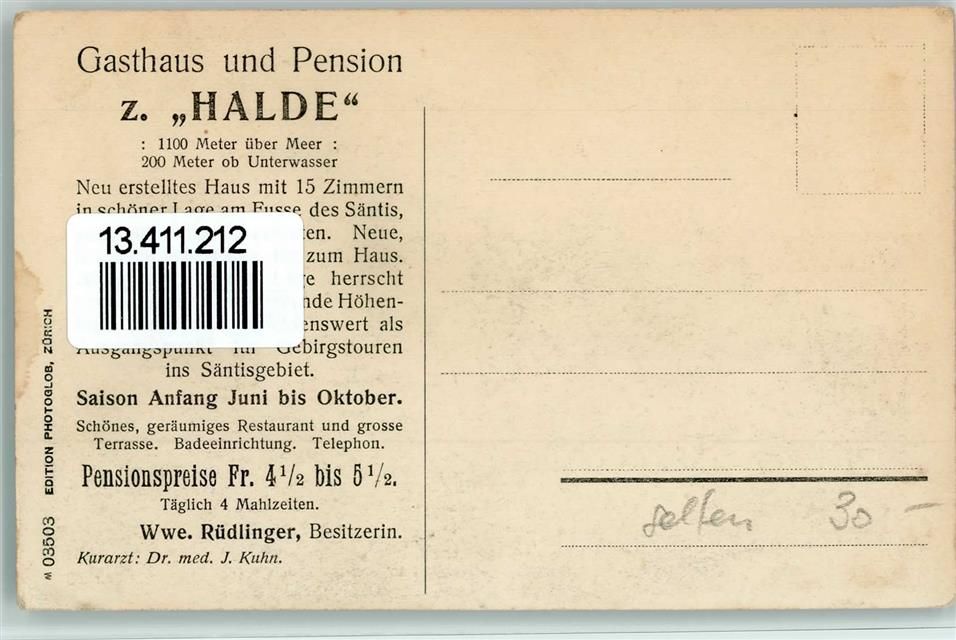 Gasthaus und Pension
z. „HALDE“
: 1100 Meter über Meer :
200 Meter ob Unterwasser
Neu erstelltes Haus mit 15 Zimmern
in schöner Lage am Fusse des Säntis,
ten. Neue,
zum Haus.
e herrscht
nde Höhen-
enswert als
Ausgangspunkt für Gebirgstouren
ins Säntisgebiet.
Saison Anfang Juni bis Oktober.
Schönes, geräumiges Restaurant und grosse
Terrasse. Badeeinrichtung. Telephon.
Pensionspreise Fr. 4 1/2 bis 5 1/2.
Täglich 4 Mahlzeiten.
Wwe. Rüdlinger, Besitzerin.
Kurarzt: Dr. med. J. Kuhn.
13.411.212
M 03503 EDITION PHOTOGLOB, ZÜRICH
selten 30 –